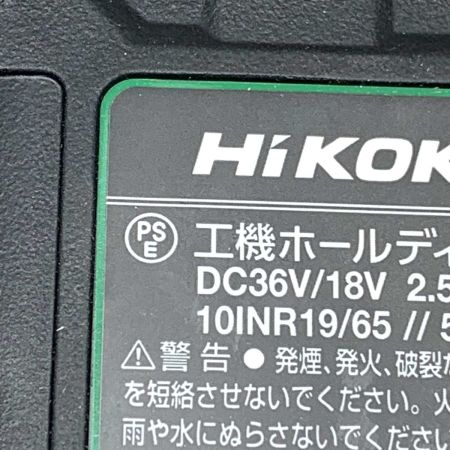 HiKOK
PS
E 工機ホールディ
DC36V/18V 2.5
10INR19/65 // 5
⚠警告 ● 発煙、発火、破裂
を短絡させないでください。火
雨や水にぬらさないでください